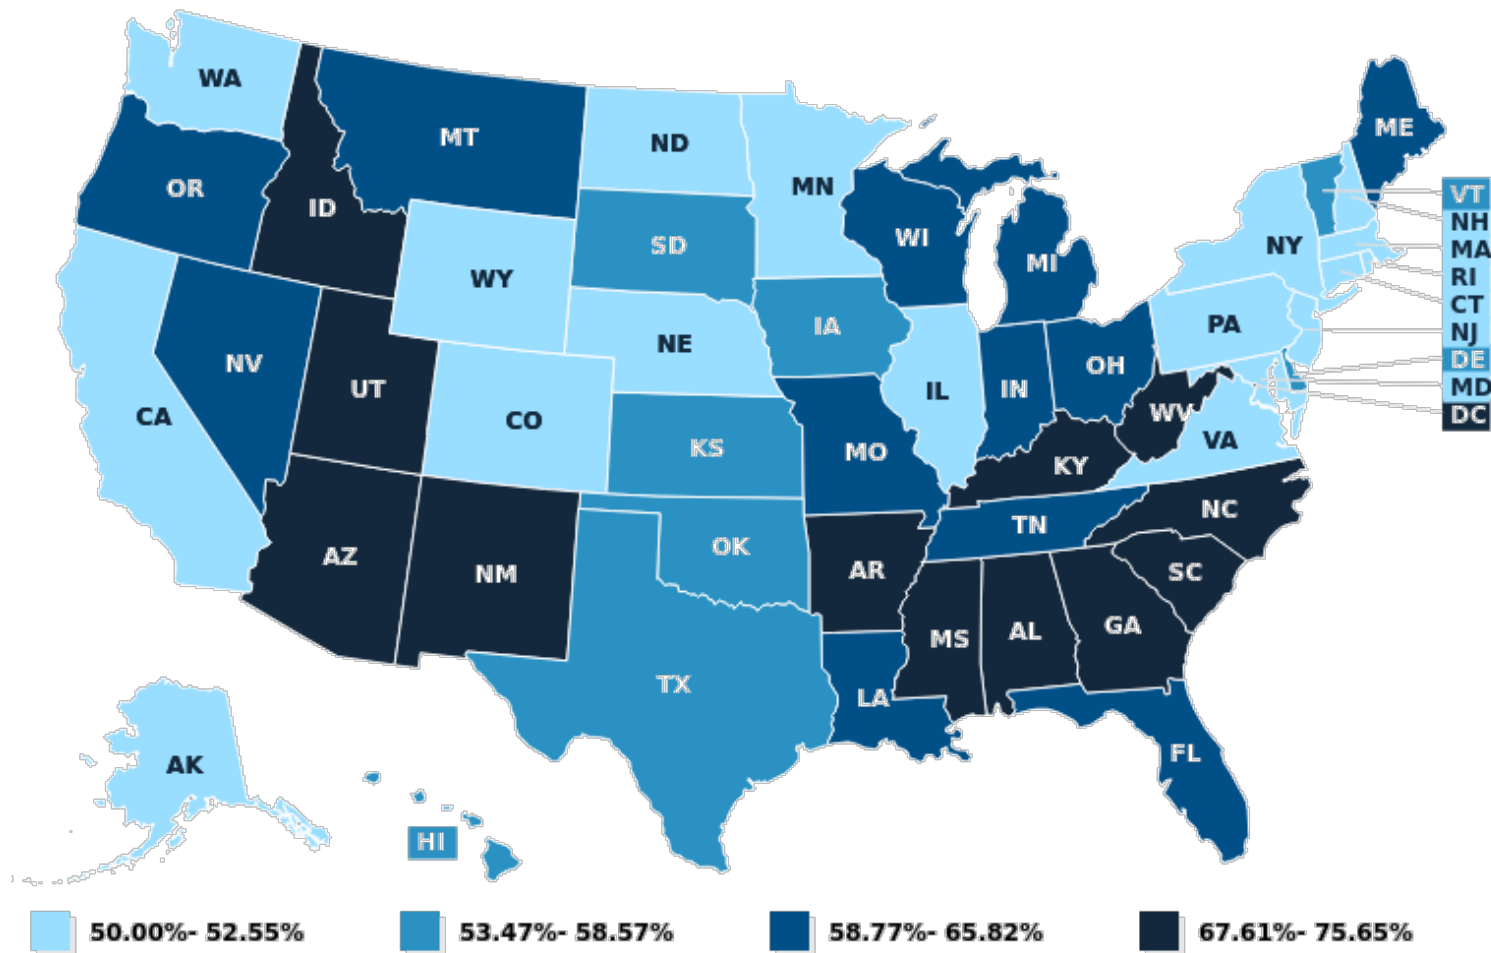 WA
MT
ND
MN
ME
OR
ID
SD
WI
MI
NY
VT
NH
MA
RI
CT
NJ
DE
MD
DC
WY
NE
IA
PA
NV
UT
CO
IL
IN
OH
CA
KS
MO
KY
WV
VA
AZ
NM
OK
AR
TN
NC
SC
TX
LA
MS
AL
GA
FL
AK
HI
50.00%- 52.55%
53.47%- 58.57%
58.77%- 65.82%
67.61%- 75.65%